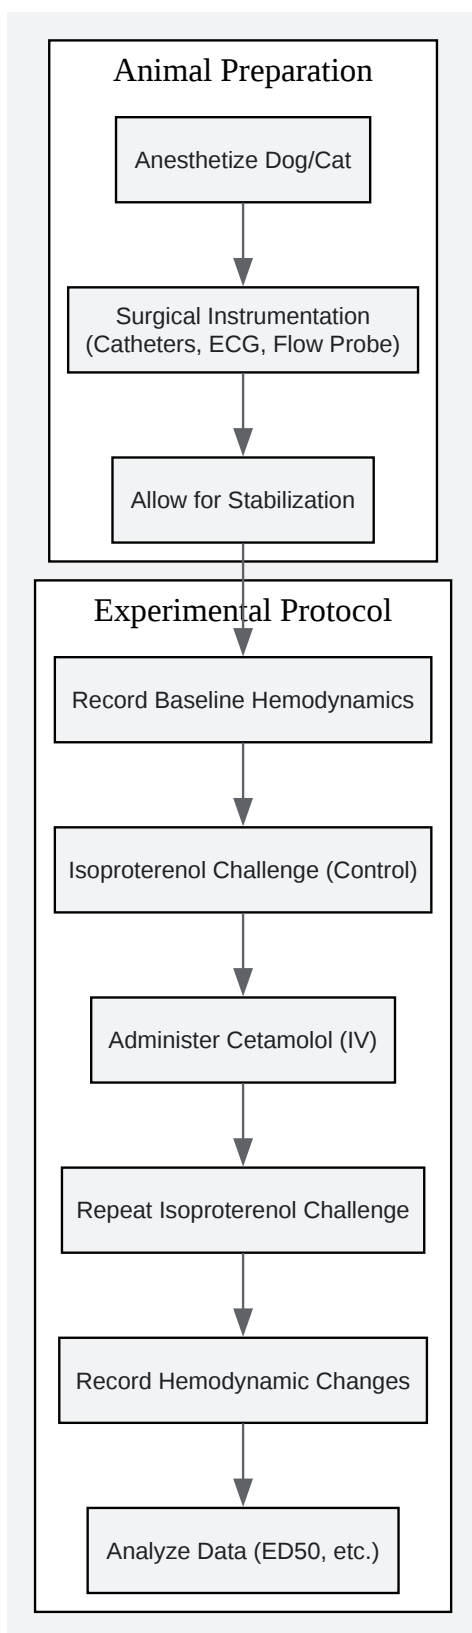 Animal Preparation
Anesthetize Dog/Cat
Surgical Instrumentation
(Catheters, ECG, Flow Probe)
Allow for Stabilization
Experimental Protocol
Record Baseline Hemodynamics
Isoproterenol Challenge (Control)
Administer Cetamolol (IV)
Repeat Isoproterenol Challenge
Record Hemodynamic Changes
Analyze Data (ED50, etc.)